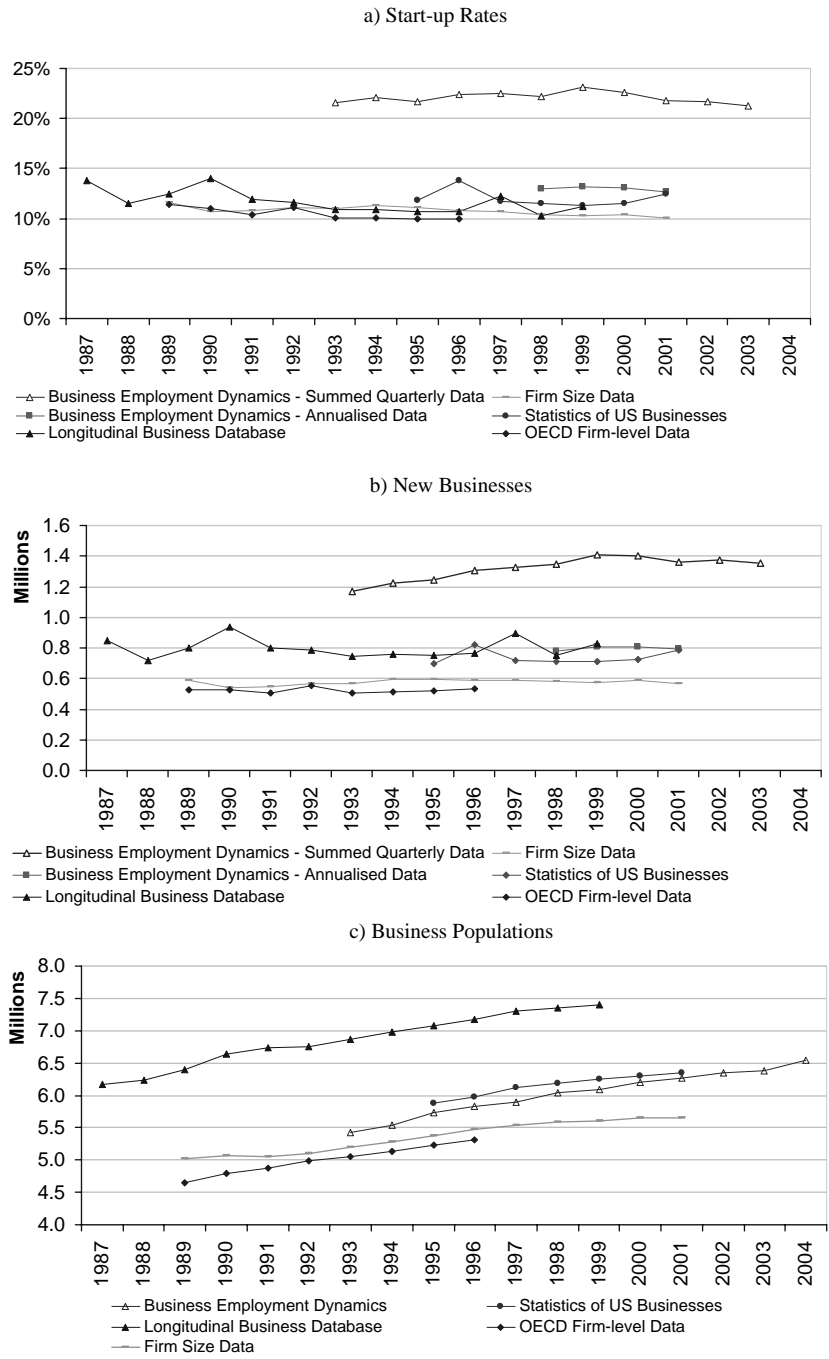 a) Start-up Rates
25%
20%
15%
10%
5%
0%
1987 1988 1989 1990 1991 1992 1993 1994 1995 1996 1997 1998 1999 2000 2001 2002 2003 2004
Business Employment Dynamics - Summed Quarterly Data Firm Size Data
Business Employment Dynamics - Annualised Data Statistics of US Businesses
Longitudinal Business Database OECD Firm-level Data
b) New Businesses
Millions
1.6
1.4
1.2
1.0
0.8
0.6
0.4
0.2
0.0
1987 1988 1989 1990 1991 1992 1993 1994 1995 1996 1997 1998 1999 2000 2001 2002 2003 2004
Business Employment Dynamics - Summed Quarterly Data Firm Size Data
Business Employment Dynamics - Annualised Data Statistics of US Businesses
Longitudinal Business Database OECD Firm-level Data
c) Business Populations
Millions
8.0
7.5
7.0
6.5
6.0
5.5
5.0
4.5
4.0
1987 1988 1989 1990 1991 1992 1993 1994 1995 1996 1997 1998 1999 2000 2001 2002 2003 2004
Business Employment Dynamics Statistics of US Businesses
Longitudinal Business Database OECD Firm-level Data
Firm Size Data